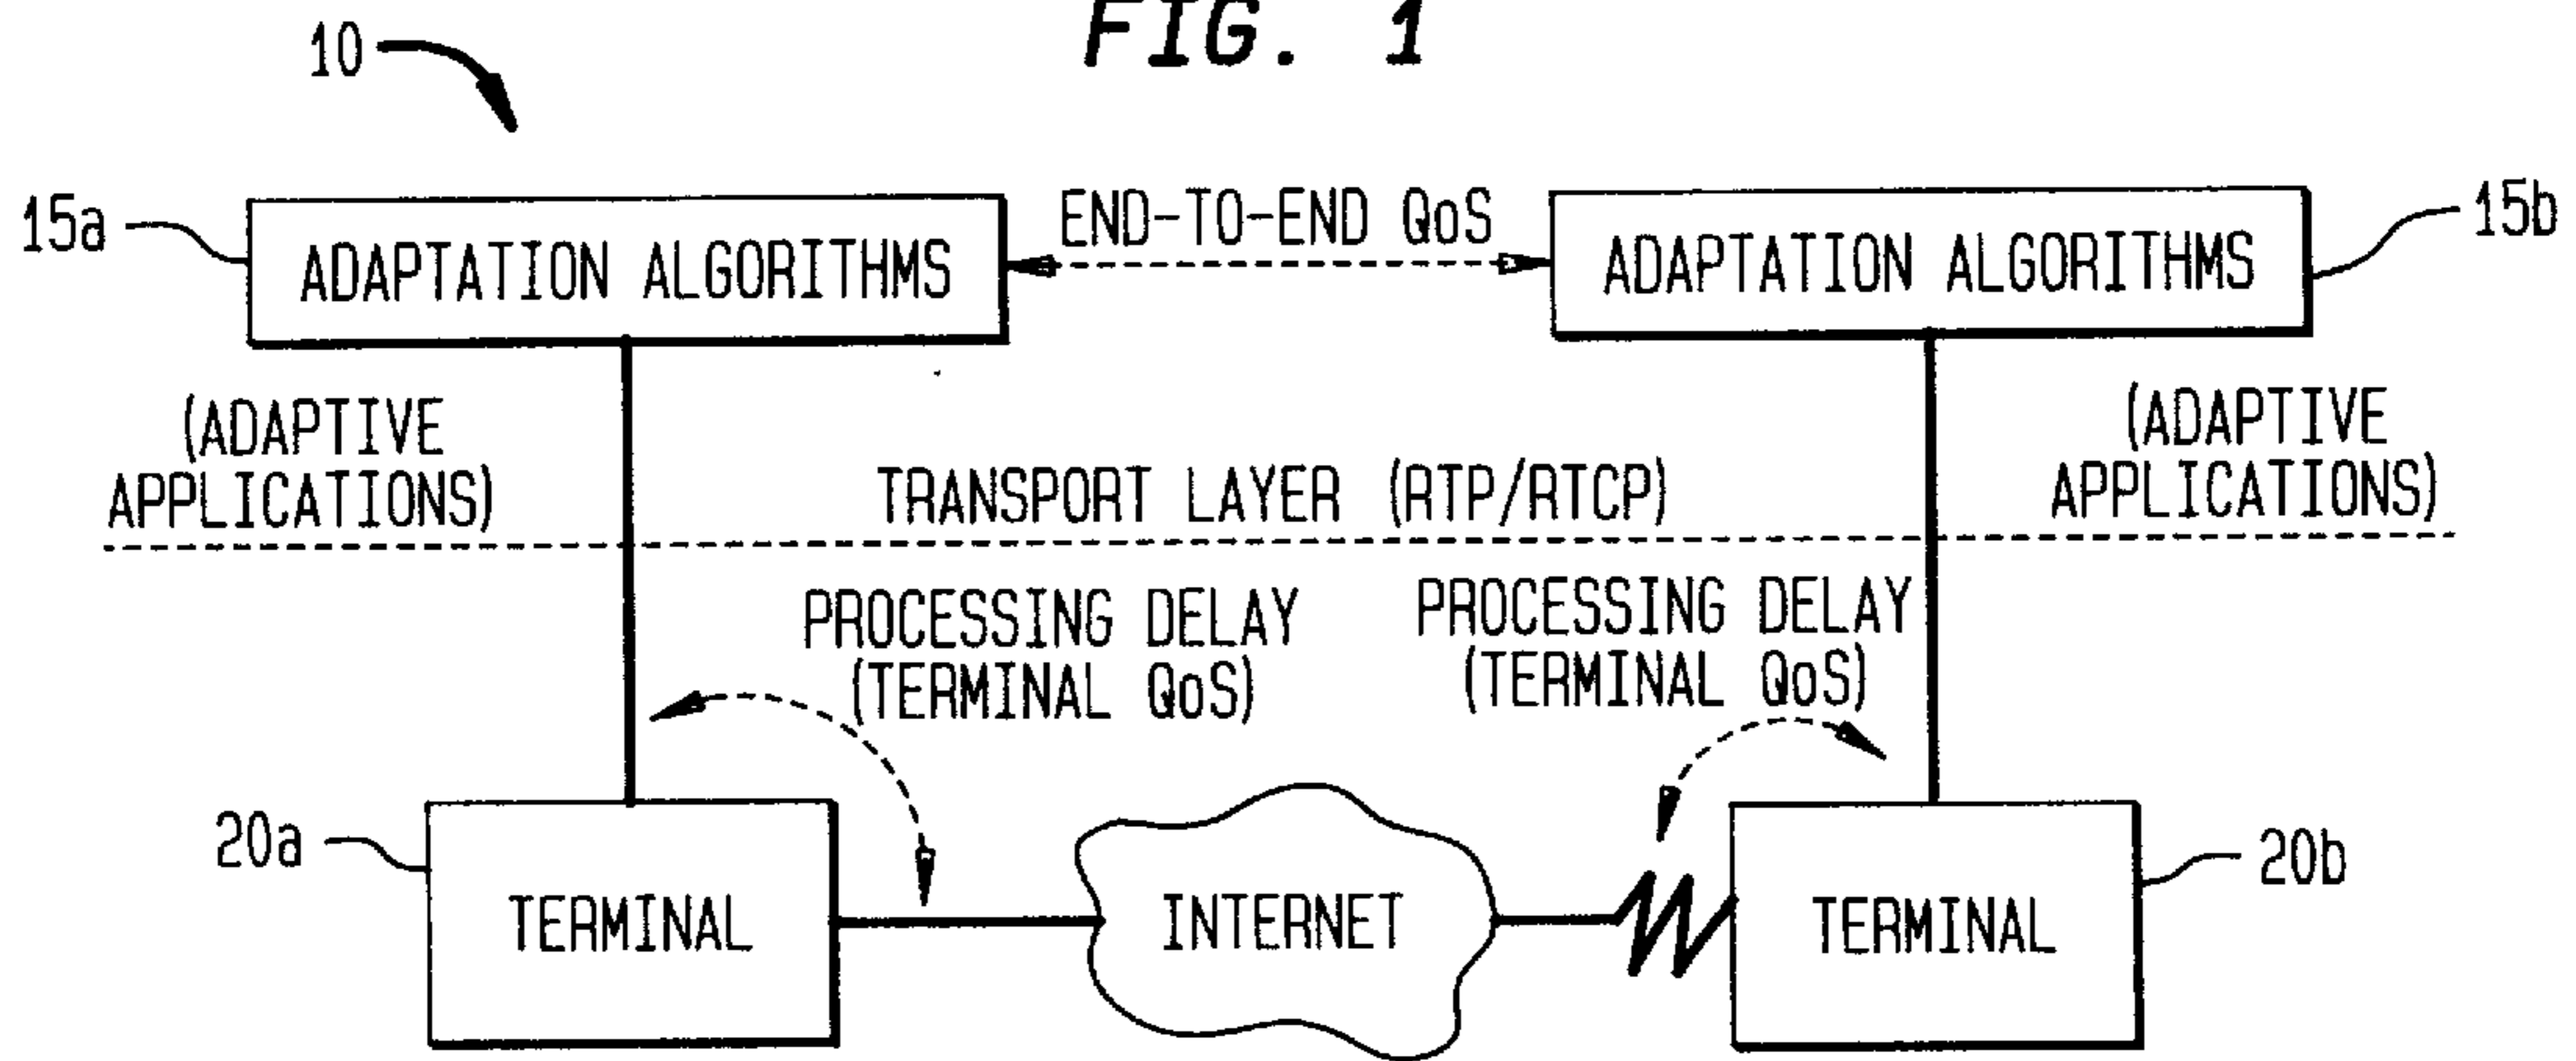 FIG. 1
10
15a
ADAPTATION ALGORITHMS
END-TO-END QoS
ADAPTATION ALGORITHMS
15b
(ADAPTIVE
APPLICATIONS)
TRANSPORT LAYER (RTP/RTCP)
(ADAPTIVE
APPLICATIONS)
PROCESSING DELAY
(TERMINAL QoS)
PROCESSING DELAY
(TERMINAL QoS)
20a
TERMINAL
INTERNET
TERMINAL
20b